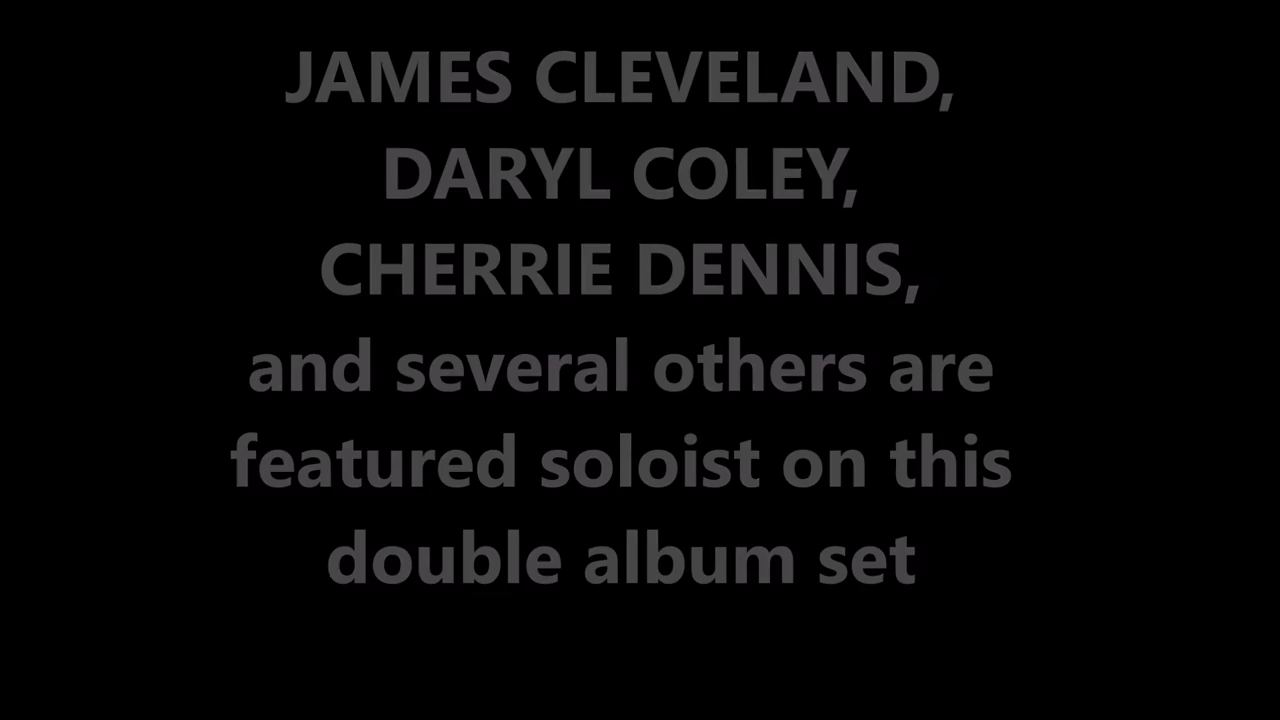 JAMES CLEVELAND,
DARYL COLEY,
CHERRIE DENNIS,
and several others are
featured soloist on this
double album set